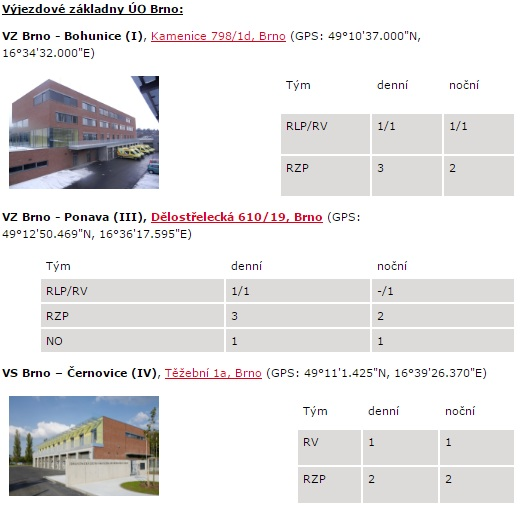 Výjezdové základny ÚO Brno:
VZ Brno - Bohunice (I), Kamenice 798/1d, Brno (GPS: 49°10'37.000"N,
16°34'32.000"E)
Tým denní noční
RLP/RV 1/1 1/1
RZP 3 2
VZ Brno - Ponava (III), Dělostřelecká 610/19, Brno (GPS:
49°12'50.469"N, 16°36'17.595"E)
Tým denní noční
RLP/RV 1/1 -/1
RZP 3 2
NO 1 1
VS Brno – Černovice (IV), Těžební 1a, Brno (GPS: 49°11'1.425"N, 16°39'26.370"E)
Tým denní noční
RV 1 1
RZP 2 2